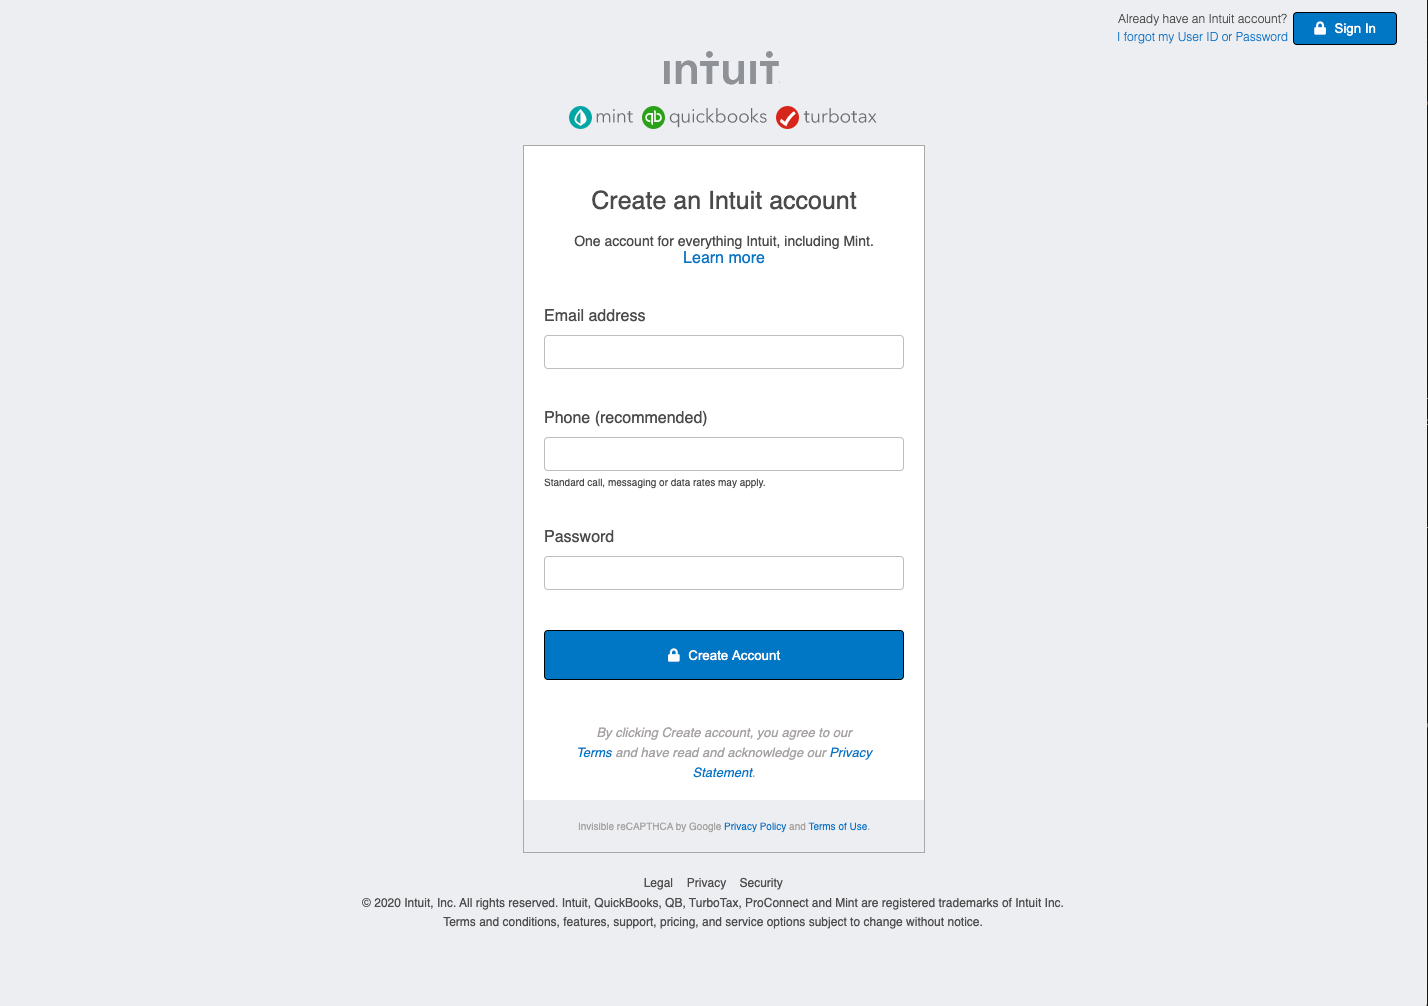 Already have an Intuit account?
I forgot my User ID or Password
Sign In
intuit
mint quickbooks turbotax
Create an Intuit account
One account for everything Intuit, including Mint.
Learn more
Email address
Phone (recommended)
Standard call, messaging or data rates may apply.
Password
Create Account
By clicking Create account, you agree to our
Terms and have read and acknowledge our Privacy
Statement.
Invisible reCAPTHCA by Google Privacy Policy and Terms of Use.
Legal Privacy Security
© 2020 Intuit, Inc. All rights reserved. Intuit, QuickBooks, QB, TurboTax, ProConnect and Mint are registered trademarks of Intuit Inc.
Terms and conditions, features, support, pricing, and service options subject to change without notice.